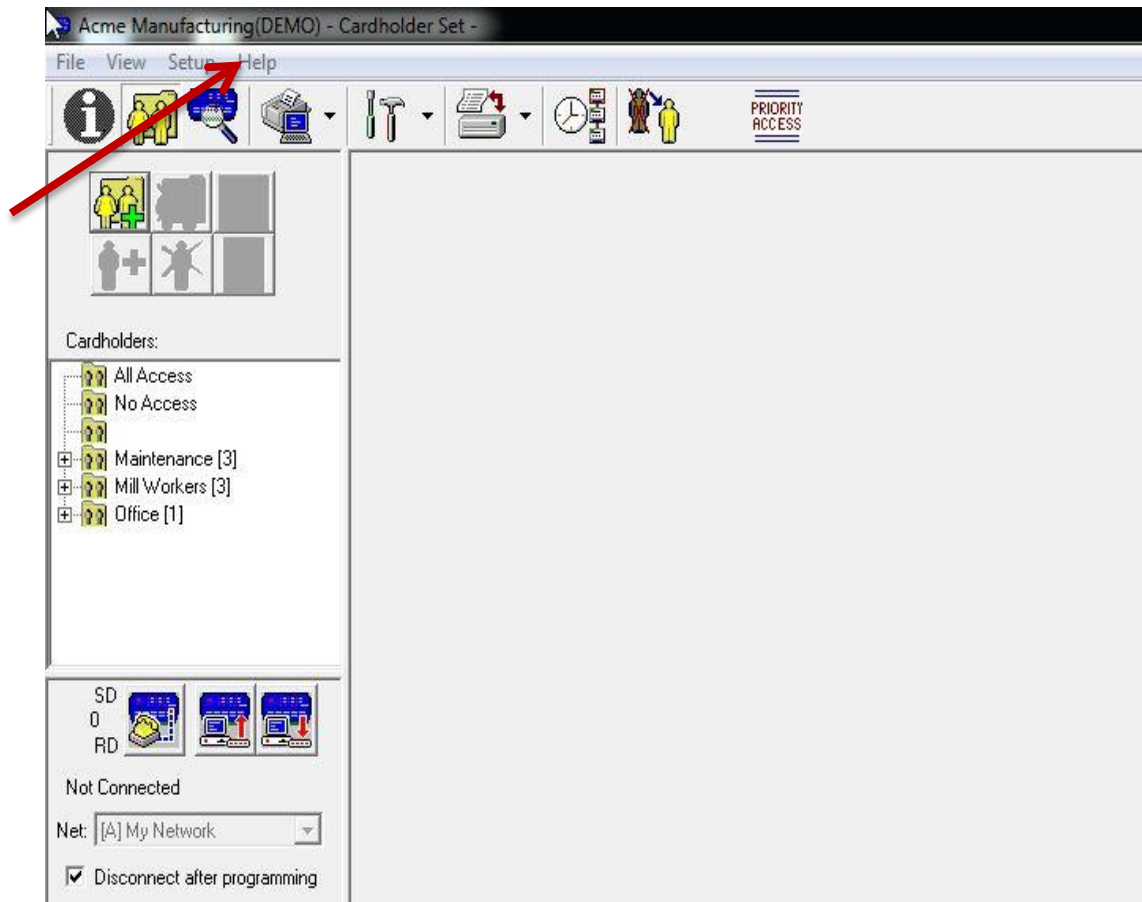 Acme Manufacturing(DEMO) - Cardholder Set -
File View Setup Help
PRIORITY
ACCESS
Cardholders:
All Access
No Access
Maintenance [3]
Mill Workers [3]
Office [1]
SD
0
RD
Not Connected
Net: [A] My Network
Disconnect after programming